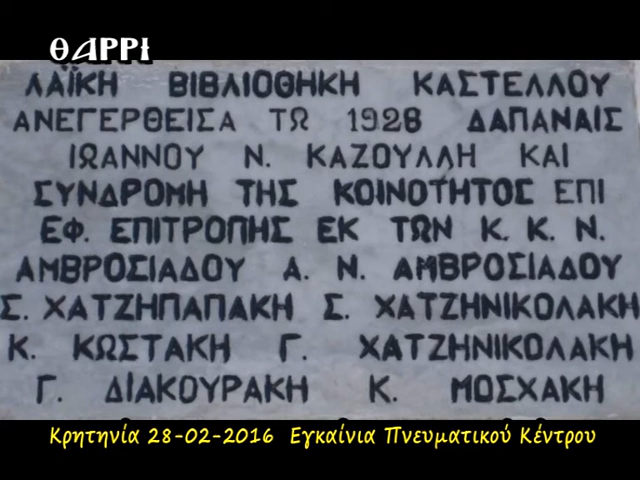 ΘΑΡΡΙ
ΛΑΪΚΗ ΒΙΒΛΙΟΘΗΚΗ ΚΑΣΤΕΛΛΟΥ
ΑΝΕΓΕΡΘΕΙΣΑ ΤΩ 1928 ΔΑΠΑΝΑΙΣ
ΙΩΑΝΝΟΥ Ν. ΚΑΖΟΥΛΛΗ ΚΑΙ
ΣΥΝΔΡΟΜΗ ΤΗΣ ΚΟΙΝΟΤΗΤΟΣ ΕΠΙ
ΕΦ. ΕΠΙΤΡΟΠΗΣ ΕΚ ΤΩΝ Κ. Κ. Ν.
ΑΜΒΡΟΣΙΑΔΟΥ Α. Ν. ΑΜΒΡΟΣΙΑΔΟΥ
Σ. ΧΑΤΖΗΠΑΠΑΚΗ Σ. ΧΑΤΖΗΝΙΚΟΛΑΚΗ
Κ. ΚΩΣΤΑΚΗ Γ. ΧΑΤΖΗΝΙΚΟΛΑΚΗ
Γ. ΔΙΑΚΟΥΡΑΚΗ Κ. ΜΟΣΧΑΚΗ
Κρητηνία 28-02-2016 Εγκαίνια Πνευματικού Κέντρου